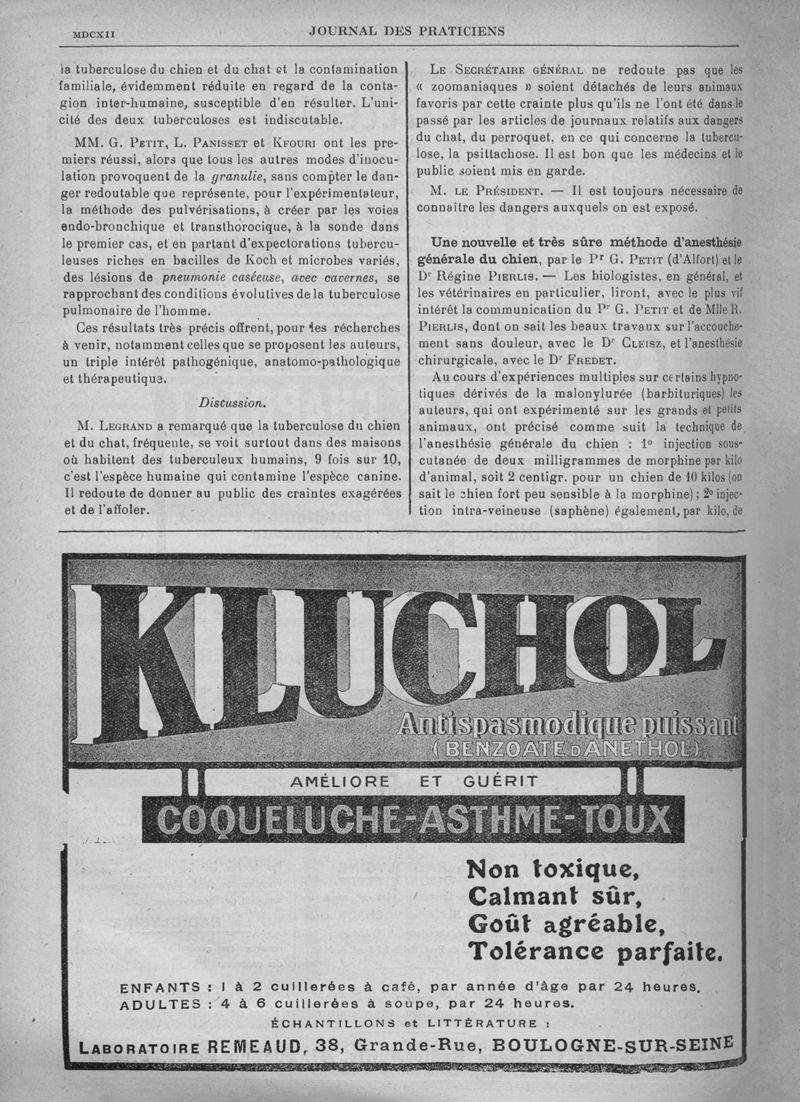 MDCXII
JOURNAL DES PRATICIENS
la tuberculose du chien et du chat et la contamination
familiale, évidemment réduite en regard de la conta-
gion inter-humaine, susceptible d'en résulter. L'uni-
cité des deux tuberculoses est indiscutable.
MM. G. PETIT, L. PANISSET et KFOURI ont les pre-
miers réussi, alors que tous les autres modes d'inocu-
lation provoquent de la granulie, sans compter le dan-
ger redoutable que représente, pour l'expérimentateur,
la méthode des pulvérisations, à créer par les voies
endo-bronchique et transthorocique, à la sonde dans
le premier cas, et en partant d'expectorations tubercu-
leuses riches en bacilles de Koch et microbes variés,
des lésions de pneumonie caséeuse, avec cavernes, se
rapprochant des conditions évolutives de la tuberculose
pulmonaire de l'homme.
Ces résultats très précis offrent, pour les récherches
à venir, notamment celles que se proposent les auteurs,
un triple intérêt pathogénique, anatomo-pathologique
et thérapeutique.
Discussion.
M. LEGRAND a remarqué que la tuberculose du chien
et du chat, fréquente, se voit surtout dans des maisons
où habitent des tuberculeux humains, 9 fois sur 10,
c'est l'espèce humaine qui contamine l'espèce canine.
Il redoute de donner au public des craintes exagérées
et de l'affoler.
LE SECRÉTAIRE GÉNÉRAL ne redoute pas que les
« zoomaniaques » soient détachés de leurs animaux
favoris par cette crainte plus qu'ils ne l'ont été dans le
passé par les articles de journaux relatifs aux dangers
du chat, du perroquet, en ce qui concerne la tubercu-
lose, la psittachose. Il est bon que les médecins et le
public soient mis en garde.
M. LE PRÉSIDENT. — Il est toujours nécessaire de
connaître les dangers auxquels on est exposé.
Une nouvelle et très sûre méthode d'anesthésie
générale du chien, par le Pr G. PETIT (d'Alfort) et le
Dr Régine PIERLIS. — Les biologistes, en général, et
les vétérinaires en particulier, liront, avec le plus vif
intérêt la communication du Pr G. PETIT et de Mlle R.
PIERLIS, dont on sait les beaux travaux sur l'accouche-
ment sans douleur, avec le Dr CLEISZ, et l'anesthésie
chirurgicale, avec le Dr FREDET.
Au cours d'expériences multiples sur certains hypno-
tiques dérivés de la malonylurée (barbituriques) les
auteurs, qui ont expérimenté sur les grands et petits
animaux, ont précisé comme suit la technique de
l'anesthésie générale du chien : 1° injection sous-
cutanée de deux milligrammes de morphine par kilo
d'animal, soit 2 centigr. pour un chien de 10 kilos (on
sait le chien fort peu sensible à la morphine) ; 2° injec-
tion intra-veineuse (saphène) également, par kilo, de
KLUCHOL
Antispasmodique puissant
(BENZOATE D'ANETHOL)
AMÉLIORE ET GUÉRIT
COQUELUCHE-ASTHME-TOUX
Non toxique,
Calmant sûr,
Goût agréable,
Tolérance parfaite.
ENFANTS : 1 à 2 cuillerées à café, par année d'âge par 24 heures.
ADULTES : 4 à 6 cuillerées à soupe, par 24 heures.
ÉCHANTILLONS et LITTÉRATURE :
LABORATOIRE REMEAUD, 38, Grande-Rue, BOULOGNE-SUR-SEINE